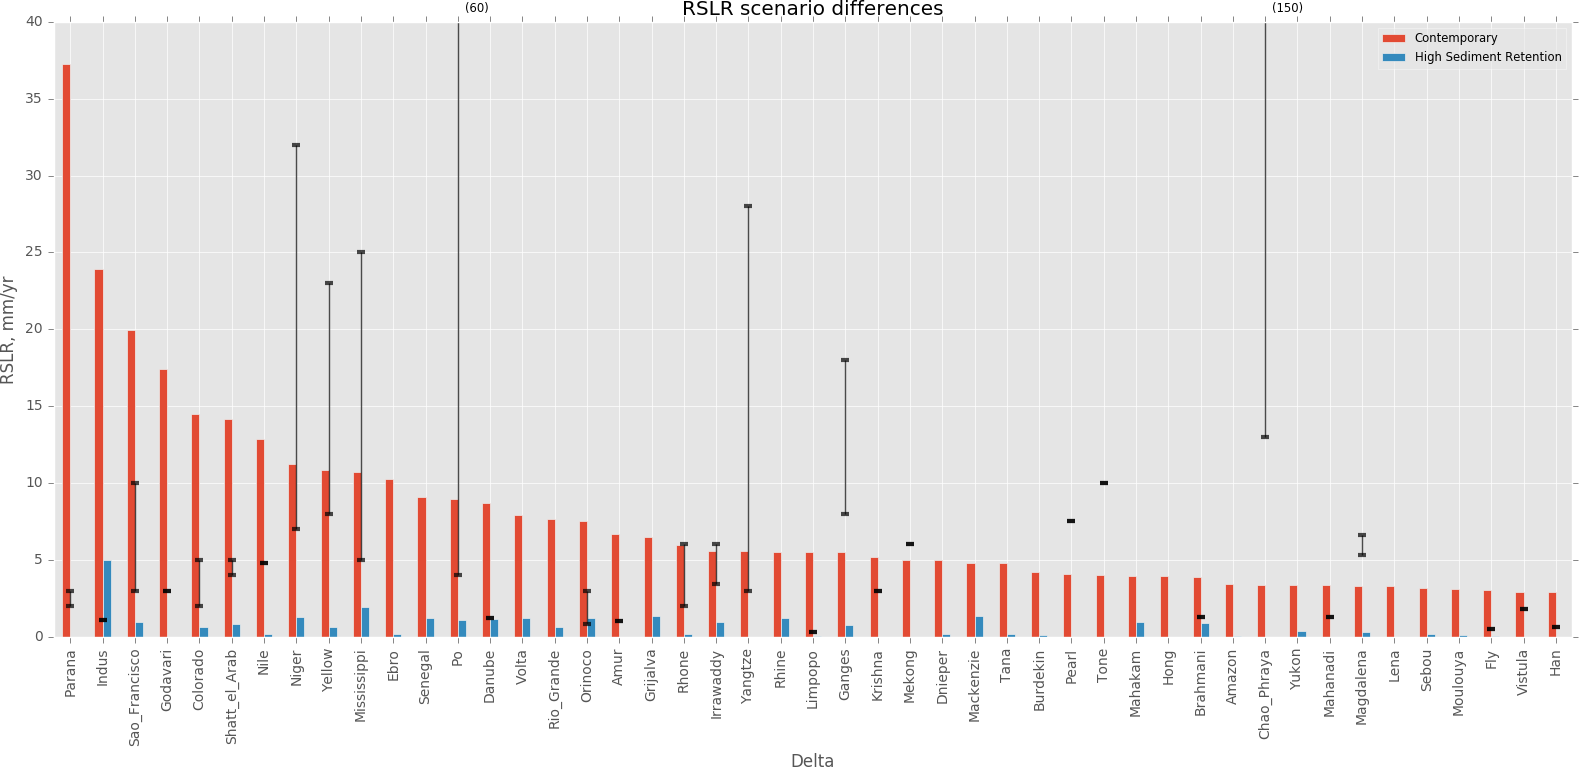 (60)
RSLR scenario differences
(150)
Contemporary
High Sediment Retention
40
35
30
25
20
15
10
5
0
RSLR, mm/yr
Parana
Indus
Sao_Francisco
Godavari
Colorado
Shatt_el_Arab
Nile
Niger
Yellow
Mississippi
Ebro
Senegal
Po
Danube
Volta
Rio_Grande
Orinoco
Amur
Grijalva
Rhone
Irrawaddy
Yangtze
Rhine
Limpopo
Ganges
Krishna
Mekong
Dnieper
Mackenzie
Tana
Burdekin
Pearl
Tone
Mahakam
Hong
Brahmani
Amazon
Chao_Phraya
Yukon
Mahanadi
Magdalena
Lena
Sebou
Moulouya
Fly
Vistula
Han
Delta